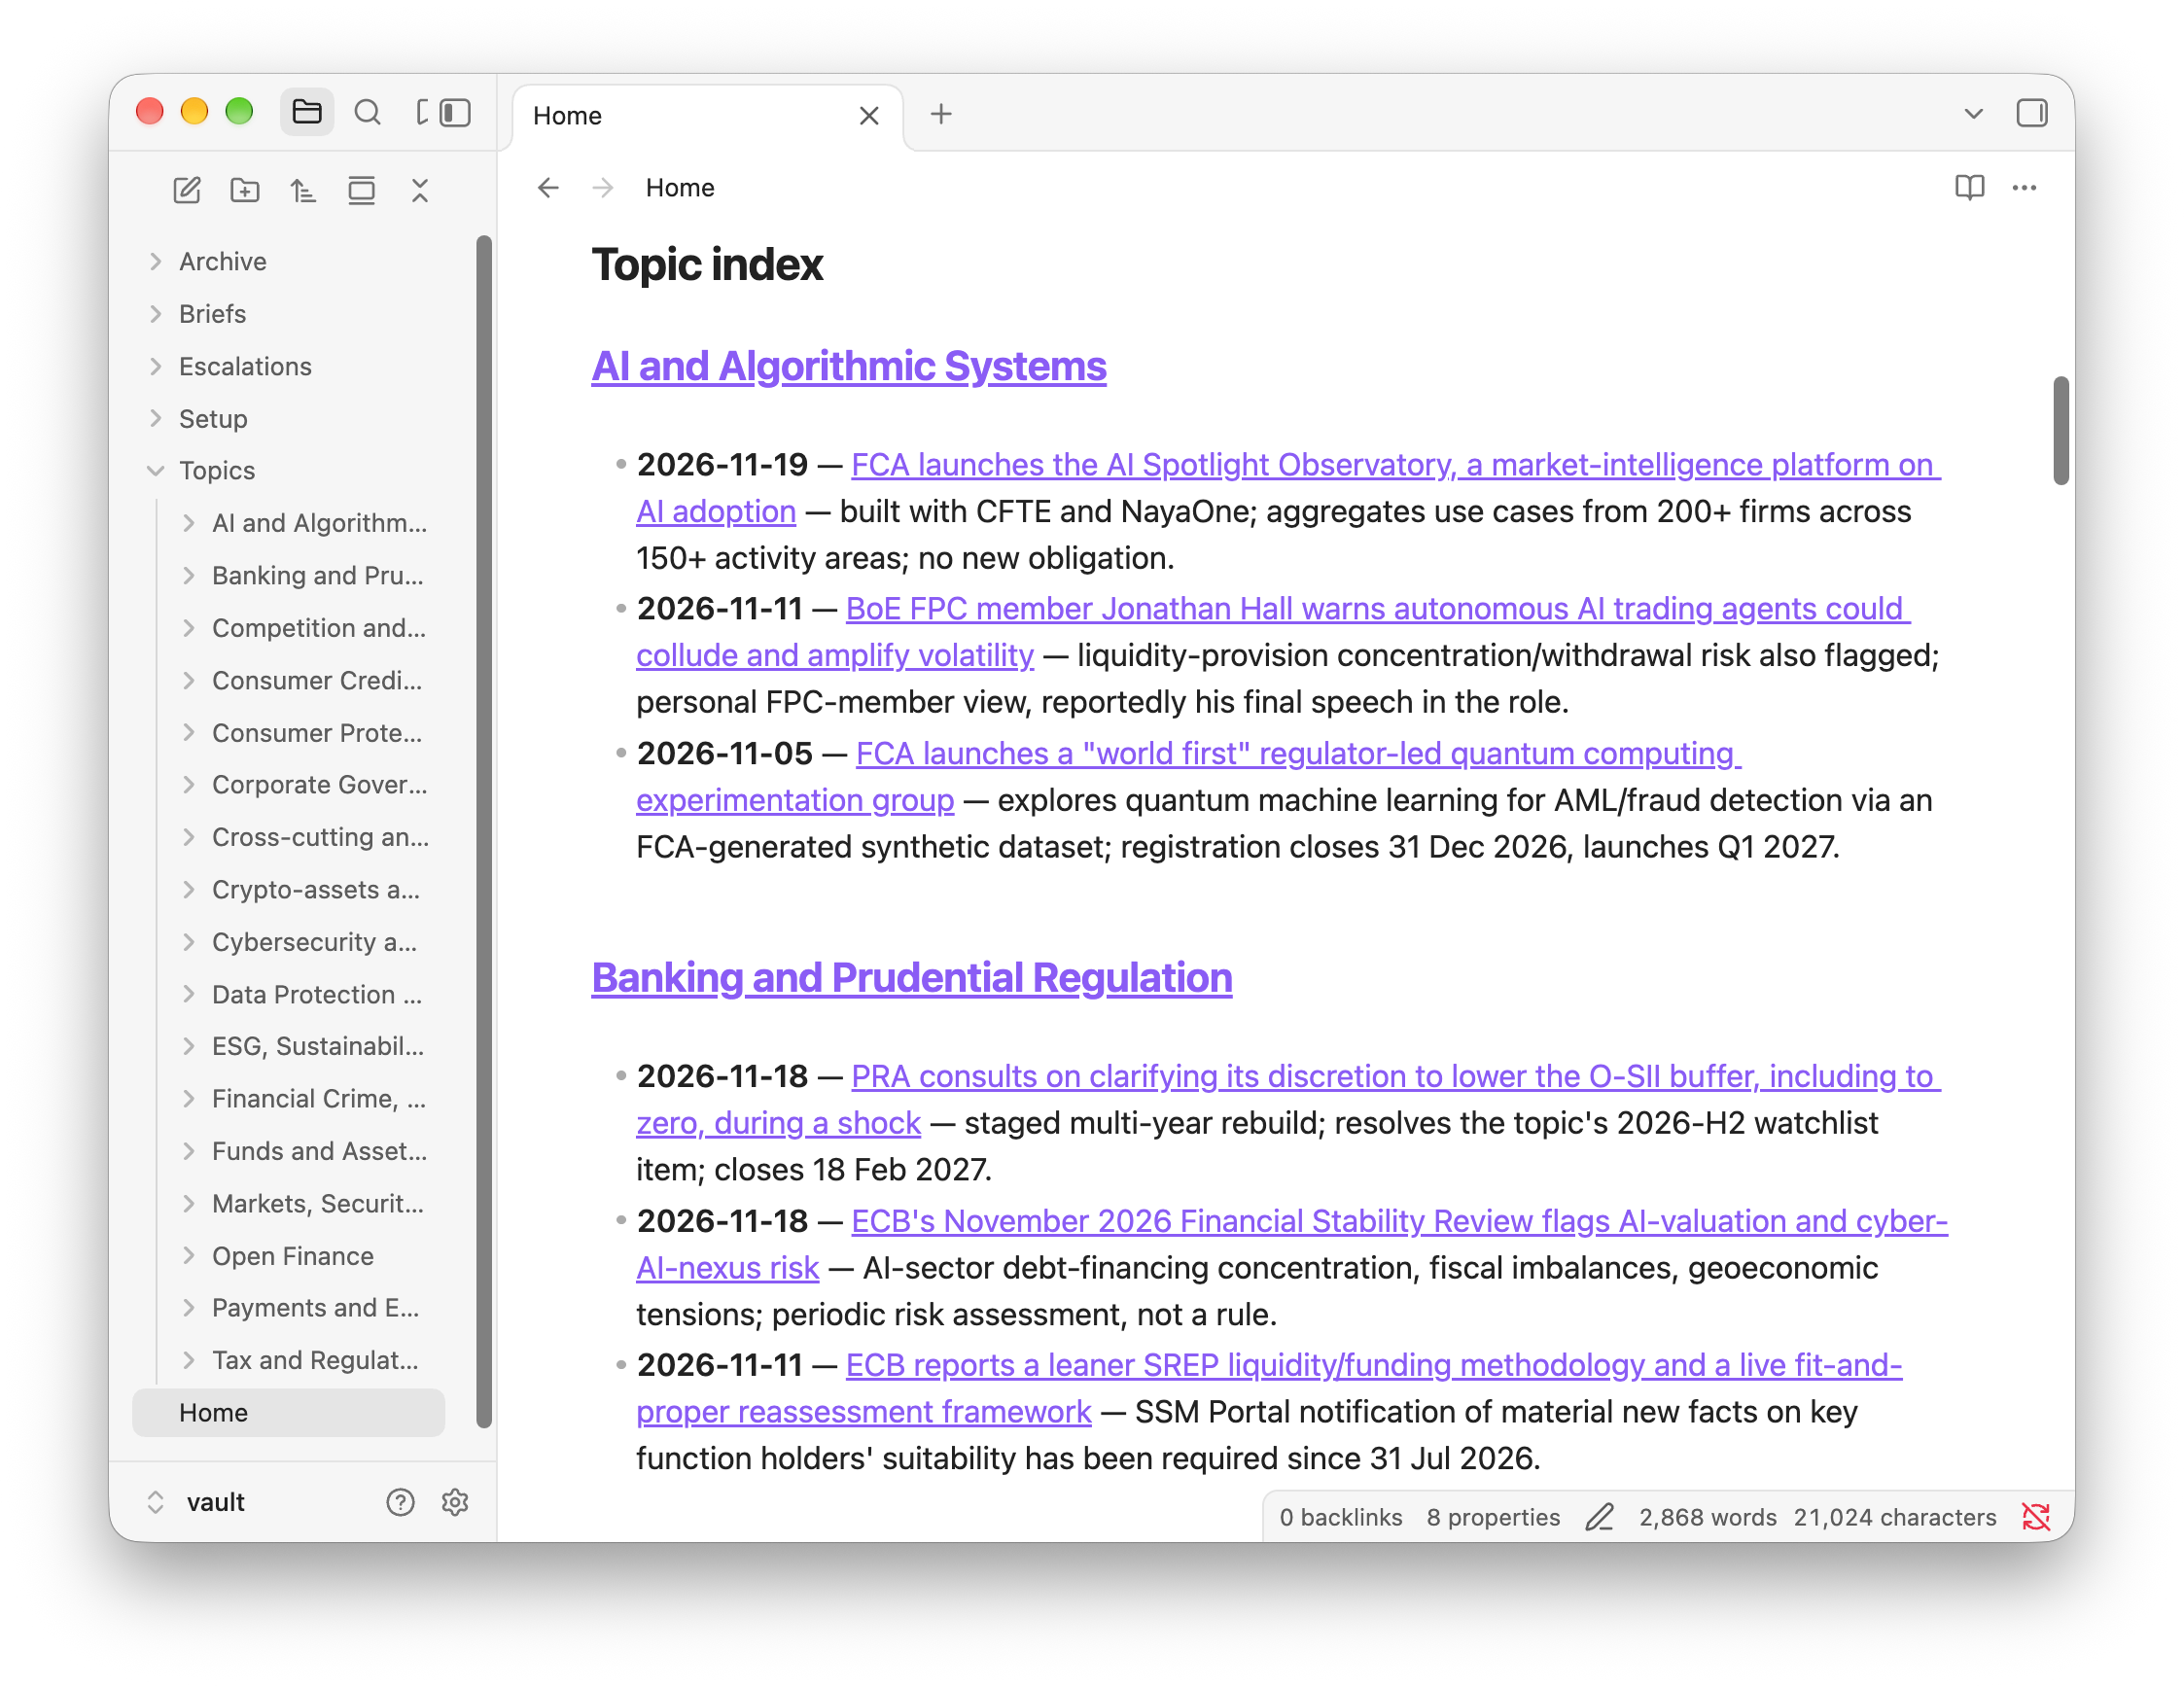 Home
Home
Archive
Briefs
Escalations
Setup
Topics
AI and Algorithm...
Banking and Pru...
Competition and...
Consumer Credi...
Consumer Prote...
Corporate Gover...
Cross-cutting an...
Crypto-assets a...
Cybersecurity a...
Data Protection ...
ESG, Sustainabil...
Financial Crime, ...
Funds and Asset...
Markets, Securit...
Open Finance
Payments and E...
Tax and Regulat...
Home
vault
Topic index
AI and Algorithmic Systems
2026-11-19 — FCA launches the AI Spotlight Observatory, a market-intelligence platform on
AI adoption — built with CFTE and NayaOne; aggregates use cases from 200+ firms across
150+ activity areas; no new obligation.
2026-11-11 — BoE FPC member Jonathan Hall warns autonomous AI trading agents could
collude and amplify volatility — liquidity-provision concentration/withdrawal risk also flagged;
personal FPC-member view, reportedly his final speech in the role.
2026-11-05 — FCA launches a "world first" regulator-led quantum computing
experimentation group — explores quantum machine learning for AML/fraud detection via an
FCA-generated synthetic dataset; registration closes 31 Dec 2026, launches Q1 2027.
Banking and Prudential Regulation
2026-11-18 — PRA consults on clarifying its discretion to lower the O-SII buffer, including to
zero, during a shock — staged multi-year rebuild; resolves the topic's 2026-H2 watchlist
item; closes 18 Feb 2027.
2026-11-18 — ECB's November 2026 Financial Stability Review flags AI-valuation and cyber-
AI-nexus risk — AI-sector debt-financing concentration, fiscal imbalances, geoeconomic
tensions; periodic risk assessment, not a rule.
2026-11-11 — ECB reports a leaner SREP liquidity/funding methodology and a live fit-and-
proper reassessment framework — SSM Portal notification of material new facts on key
function holders' suitability has been required since 31 Jul 2026.
0 backlinks 8 properties 2,868 words 21,024 characters